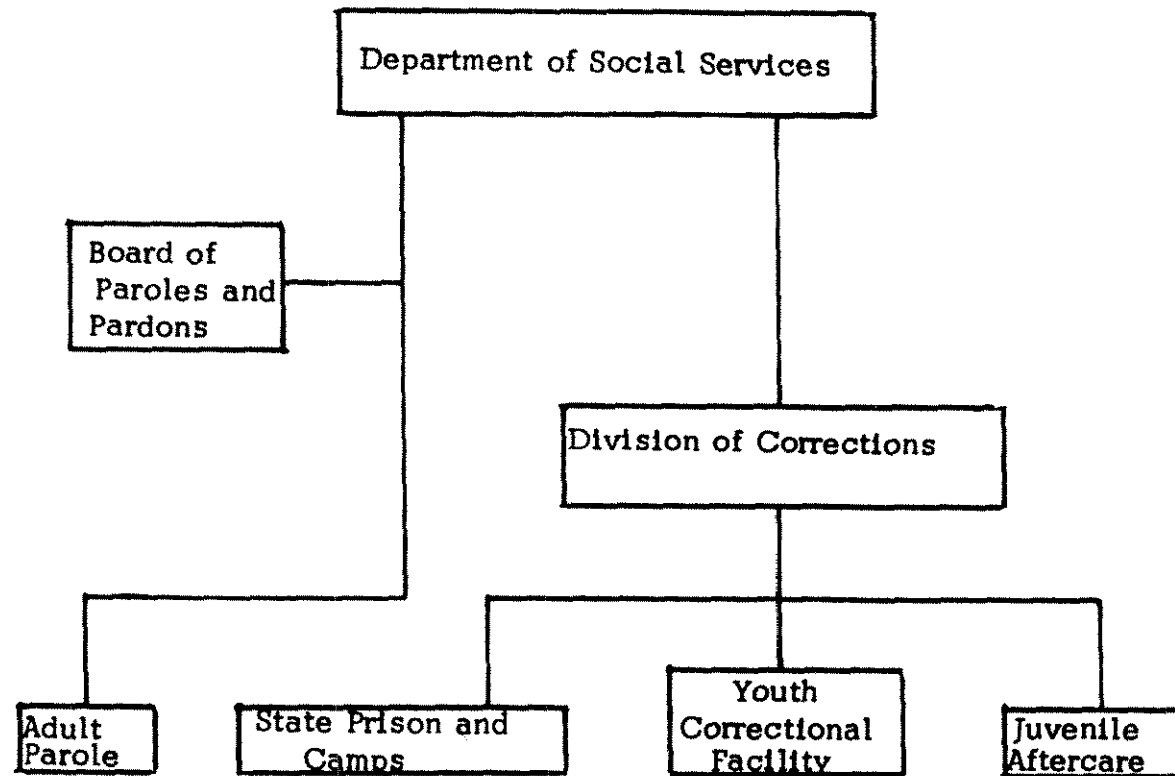 Department of Social Services
Board of
Paroles and
Pardons
Division of Corrections
Adult
Parole
State Prison and
Camps
Youth
Correctional
Facility
Juvenile
Aftercare